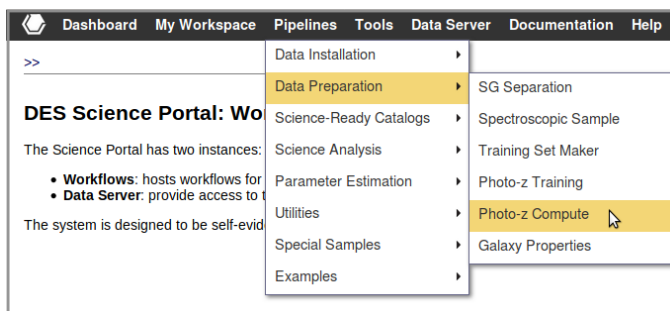 Dashboard My Workspace Pipelines Tools Data Server Documentation Help
>>
Data Installation
Data Preparation
Science-Ready Catalogs
Science Analysis
Parameter Estimation
Utilities
Special Samples
Examples
SG Separation
Spectroscopic Sample
Training Set Maker
Photo-z Training
Photo-z Compute
Galaxy Properties
DES Science Portal: Wo
The Science Portal has two instances:
• Workflows: hosts workflows for
• Data Server: provide access to t
The system is designed to be self-evid